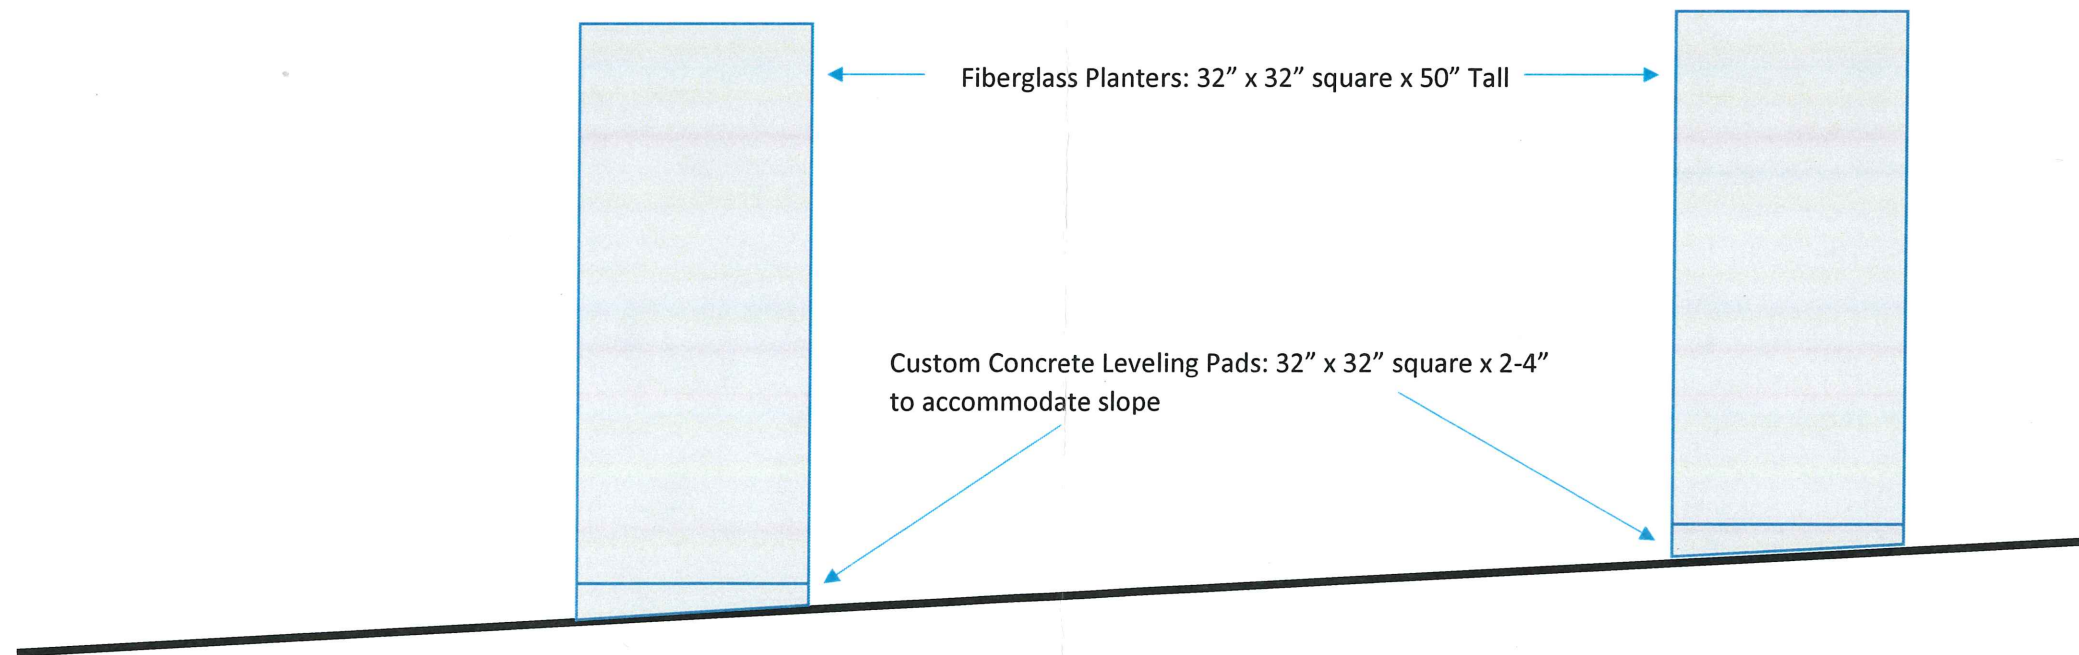 Fiberglass Planters: 32” x 32” square x 50” Tall
Custom Concrete Leveling Pads: 32” x 32” square x 2-4”
to accommodate slope